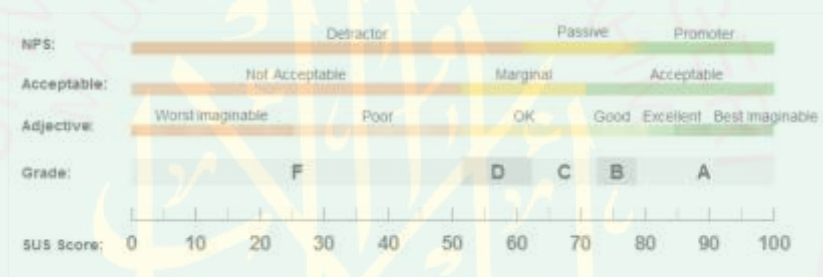 NPS: Detractor Passive Promoter
Acceptable: Not Acceptable Marginal Acceptable
Adjective: Worst imaginable Poor OK Good Excellent Best imaginable
Grade: F D C B A
SUS Score: 0 10 20 30 40 50 60 70 80 90 100